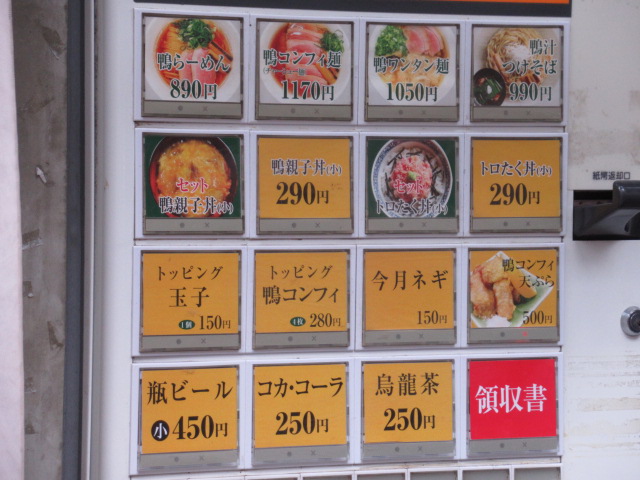 鴨らーめん
890円
鴨コンフィ麺
1170円
鴨ワンタン麺
1050円
鴨汁
つけそば
990円
セット
鴨親子丼(小)
鴨親子丼(小)
290円
セット
トロたく丼(小)
トロたく丼(小)
290円
紙幣返却口
トッピング
玉子
1個 150円
トッピング
鴨コンフィ
1枚 280円
今月ネギ
150円
鴨コンフィ
天ぷら
500円
瓶ビール
小 450円
コカ・コーラ
250円
烏龍茶
250円
領収書